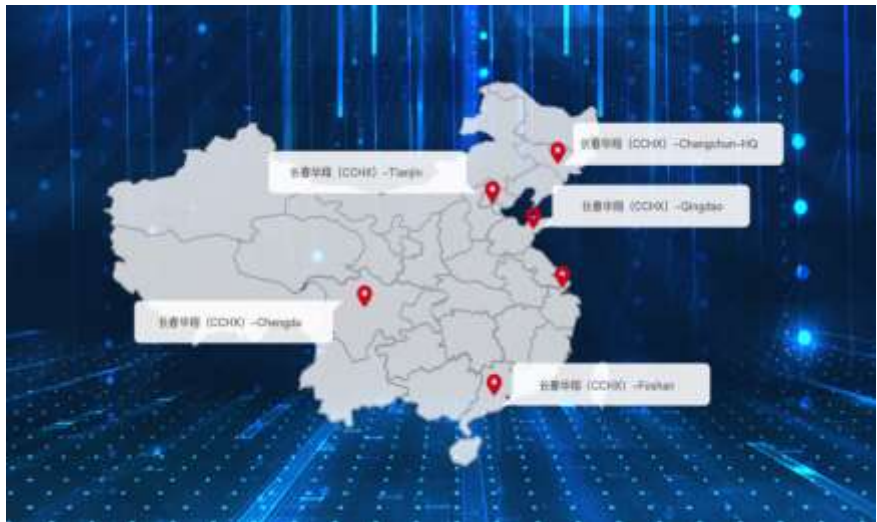 长春华翔（CCHX）-Changchun-HQ
长春华翔（CCHX）-Tianjin
长春华翔（CCHX）-Qingdao
长春华翔（CCHX）-Chengdu
长春华翔（CCHX）-Foshan